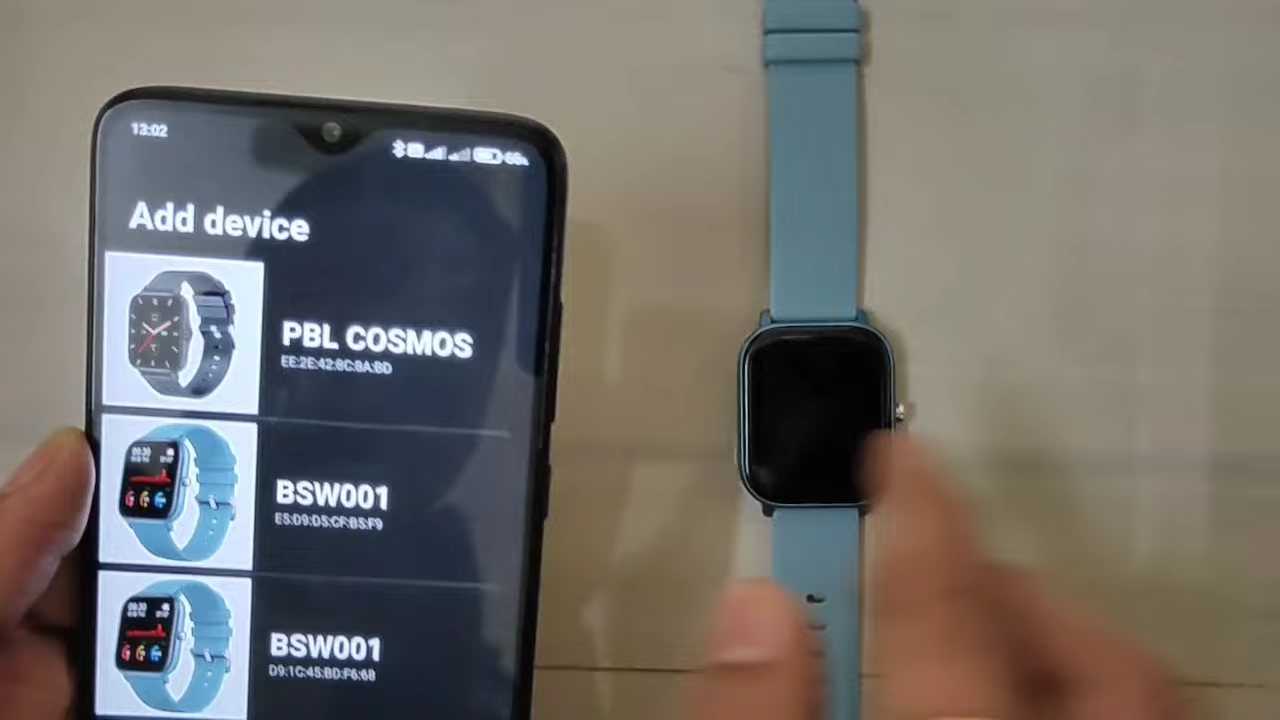 13:02
Add device
PBL COSMOS
EE:2E:42:8C:8A:BD
BSW001
E5:D9:D5:CF:B5:F9
BSW001
D9:1C:45:BD:F6:68